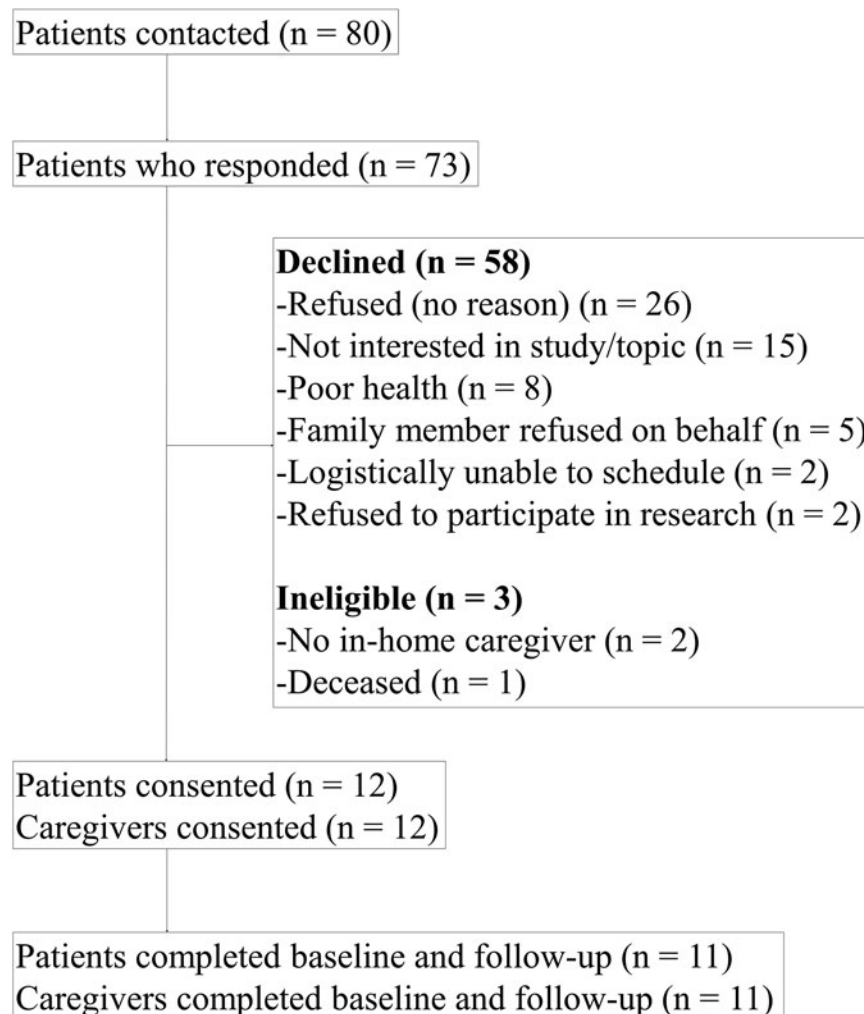 Patients contacted (n = 80)
Patients who responded (n = 73)
Declined (n = 58)
-Refused (no reason) (n = 26)
-Not interested in study/topic (n = 15)
-Poor health (n = 8)
-Family member refused on behalf (n = 5)
-Logistically unable to schedule (n = 2)
-Refused to participate in research (n = 2)
Ineligible (n = 3)
-No in-home caregiver (n = 2)
-Deceased (n = 1)
Patients consented (n = 12)
Caregivers consented (n = 12)
Patients completed baseline and follow-up (n = 11)
Caregivers completed baseline and follow-up (n = 11)